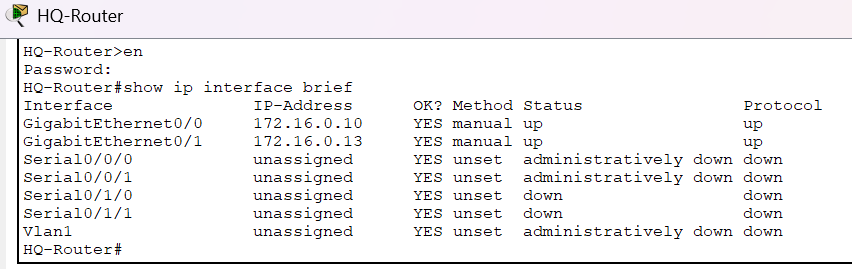 HQ-Router
HQ-Router>en
Password:
HQ-Router#show ip interface brief
Interface IP-Address OK? Method Status Protocol
GigabitEthernet0/0 172.16.0.10 YES manual up up
GigabitEthernet0/1 172.16.0.13 YES manual up up
Serial0/0/0 unassigned YES unset administratively down down
Serial0/0/1 unassigned YES unset administratively down down
Serial0/1/0 unassigned YES unset down down
Serial0/1/1 unassigned YES unset down down
Vlan1 unassigned YES unset administratively down down
HQ-Router#